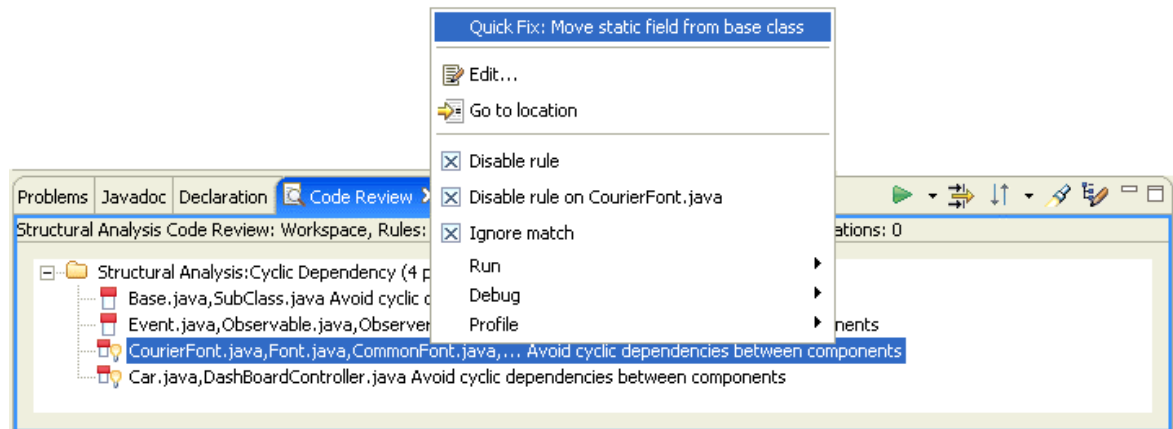 Quick Fix: Move static field from base class
Edit...
Go to location
Disable rule
Disable rule on CourierFont.java
Ignore match
Run
Debug
Profile
Problems Javadoc Declaration Code Review
Structural Analysis Code Review: Workspace, Rules: ations: 0
Structural Analysis:Cyclic Dependency (4 p
Base.java,SubClass.java Avoid cyclic
Event.java,Observable.java,Observer nents
CourierFont.java,Font.java,CommonFont.java,... Avoid cyclic dependencies between components
Car.java,DashBoardController.java Avoid cyclic dependencies between components